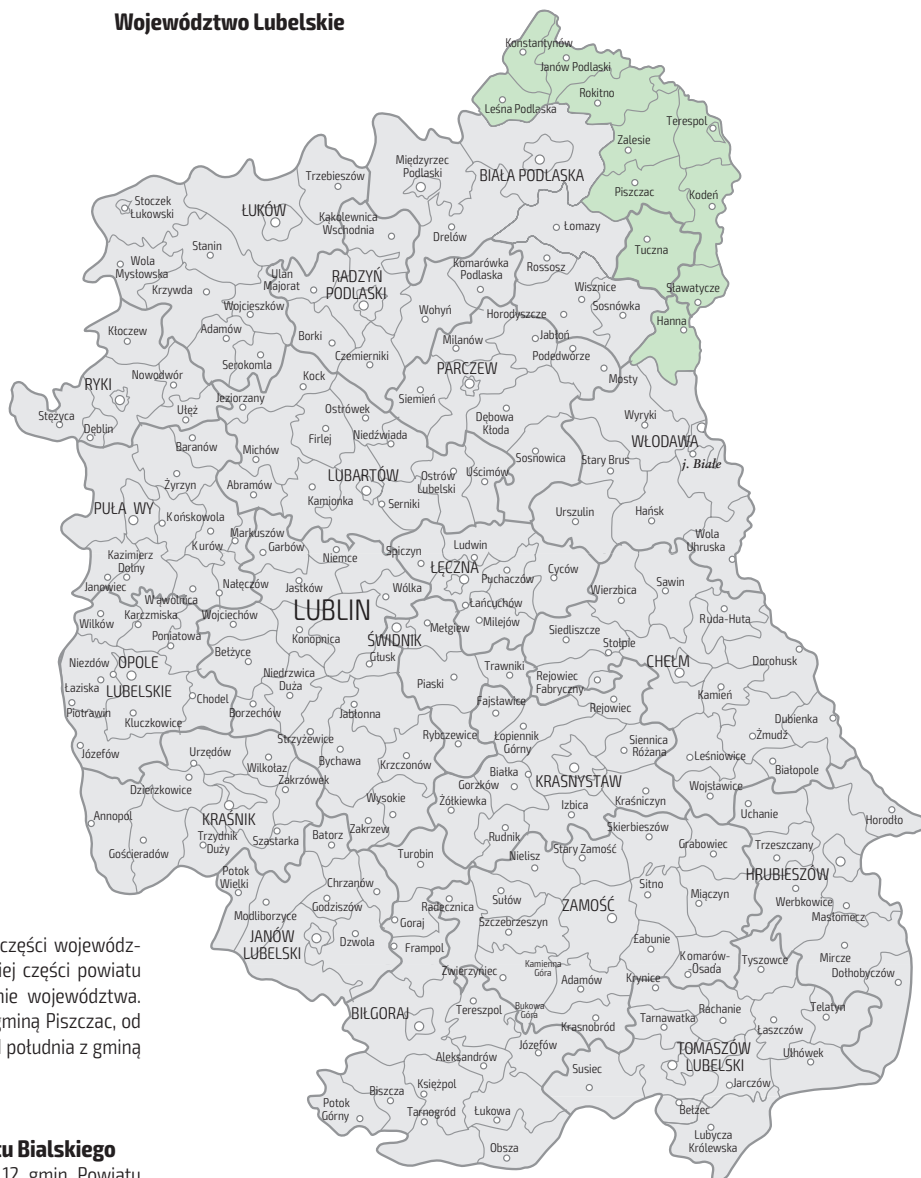 Województwo Lubelskie
Konstantynów
Janów Podlaski
Rokitno
Leśna Podlaska
Terespol
Zalesie
Międzyrzec
Podlaski
BIAŁA PODLASKA
Trzebieszów
Piszczac
Kodeń
Stoczek
Łukowski
ŁUKÓW
Kąkolewnica
Wschodnia
Drelów
Łomazy
Tuczna
Stanin
Wola
Mysłowska
Krzywda
Ulan
Majorat
RADZYŃ
PODLASKI
Komarówka
Podlaska
Rossosz
Wisznice
Sławatycze
Wojcieszków
Wohyń
Horodyszcze
Sosnówka
Hanna
Kłoczew
Adamów
Borki
Milanów
Jabłoń
Podedwórze
Serokomla
Czemierniki
PARCZEW
Mosty
RYKI
Nowodwór
Kock
Jeziorzany
Siemień
Stężyca
Ułęż
Ostrówek
Dębowa
Kłoda
Wyryki
Dęblin
Firlej
Niedźwiada
WŁODAWA
Baranów
Michów
Sosnowica
Stary Brus
j. Białe
Żyrzyn
Abramów
LUBARTÓW
Ostrów
Lubelski
Uścimów
Kamionka
Serniki
PUŁA WY
Końskowola
Urszulin
Hańsk
Kurów
Markuszów
Garbów
Niemce
Spiczyn
Ludwin
Wola
Uhruska
Kazimierz
Dolny
ŁĘCZNA
Puchaczów
Cyców
Janowiec
Nałęczów
Jastków
Wólka
Wierzbica
Sawin
Wąwolnica
LUBLIN
Łańcuchów
Wilków
Karczmiska
Wojciechów
Milejów
Ruda-Huta
Poniatowa
Konopnica
ŚWIDNIK
Mełgiew
Siedliszcze
Stołpie
Bełżyce
Głusk
CHEŁM
Dorohusk
Niezdów
OPOLE
LUBELSKIE
Niedrzwica
Duża
Piaski
Trawniki
Rejowiec
Fabryczny
Łaziska
Chodel
Kamień
Piotrawin
Borzechów
Jabłonna
Fajsławice
Rejowiec
Kluczkowice
Dubienka
Józefów
Strzyżewice
Rybczewice
Łopiennik
Górny
Siennica
Różana
Żmudź
Urzędów
Bychawa
Krzczonów
Leśniowice
Wilkołaz
Białka
Białopole
Dzierzkowice
Zakrzówek
Gorzków
KRASNYSTAW
Wojsławice
Wysokie
Żółkiewka
Izbica
Kraśniczyn
Annopol
KRAŚNIK
Uchanie
Horodło
Trzydnik
Duży
Szastarka
Batorz
Zakrzew
Rudnik
Skierbieszów
Gościeradów
Turobin
Nielisz
Stary Zamość
Grabowiec
Trzeszczany
Potok
Wielki
Chrzanów
HRUBIESZÓW
Modliborzyce
Godziszów
Radecznica
Sułów
ZAMOŚĆ
Sitno
Miączyn
Werbkowice
Goraj
Szczebrzeszyn
Mastomecz
JANÓW
LUBELSKI
Dzwola
Frampol
Łabunie
Zwierzyniec
Kamienna
Góra
Komarów-
Osada
Tyszowce
Mircze
Dołhobyczów
Adamów
Krynice
BIŁGORAJ
Tereszpol
Bukowa
Góra
Krasnobród
Tarnawatka
Rachanie
Telatyn
Łaszczów
Józefów
TOMASZÓW
LUBELSKI
Ulhówek
Aleksandrów
Susiec
Jarczów
Biszcza
Księżpol
Potok
Górny
Tarnogród
Łukowa
Bełżec
Lubycza
Królewska
Obsza
części wojewódz-
iej części powiatu
nie województwa.
gminą Piszczac, od
d południa z gminą
tu Bialskiego
12 gmin Powiatu